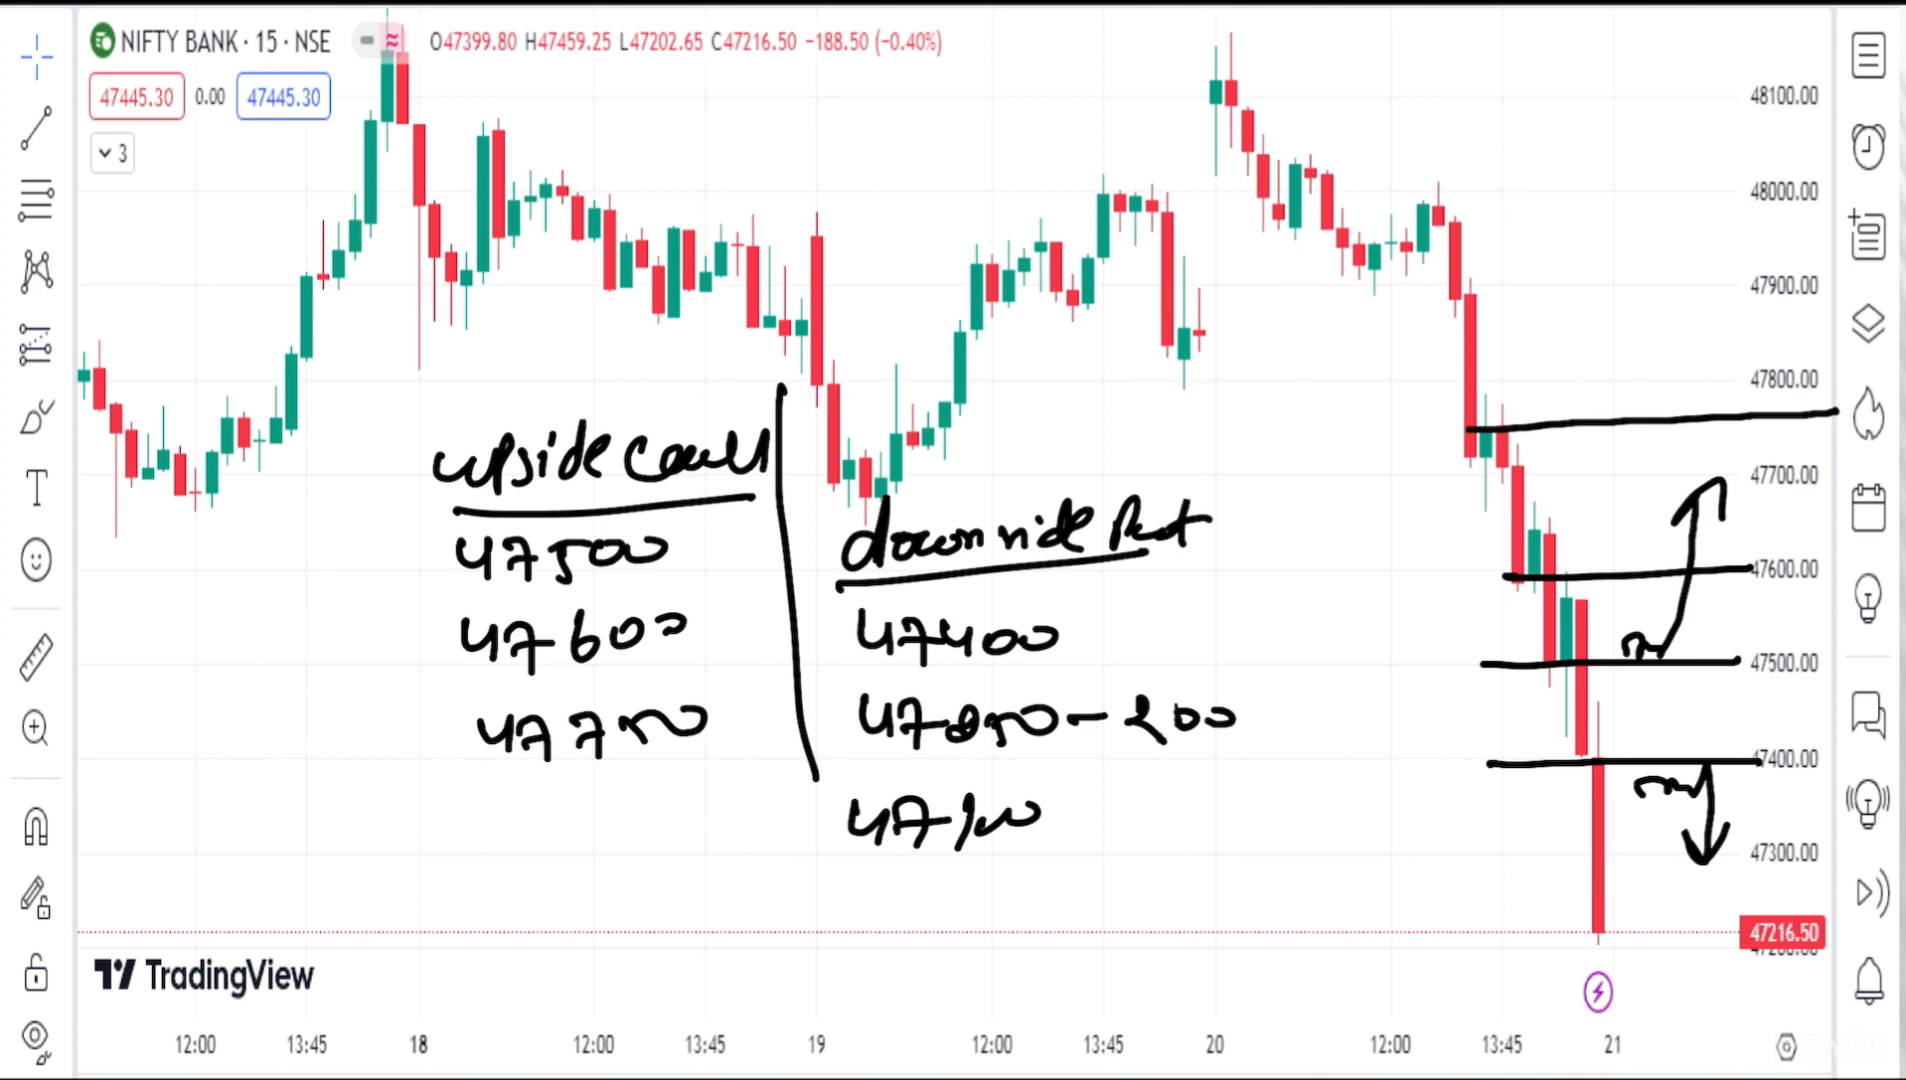 NIFTY BANK · 15 · NSE
O47399.80 H47459.25 L47202.65 C47216.50 −188.50 (−0.40%)
47445.30 0.00 47445.30
3
48100.00
48000.00
47900.00
47800.00
47700.00
47600.00
47500.00
47400.00
47300.00
47216.50
upside call
47500
47600
47750
downside Put
47400
-200
TradingView
12:00 13:45 18 12:00 13:45 19 12:00 13:45 20 12:00 13:45 21